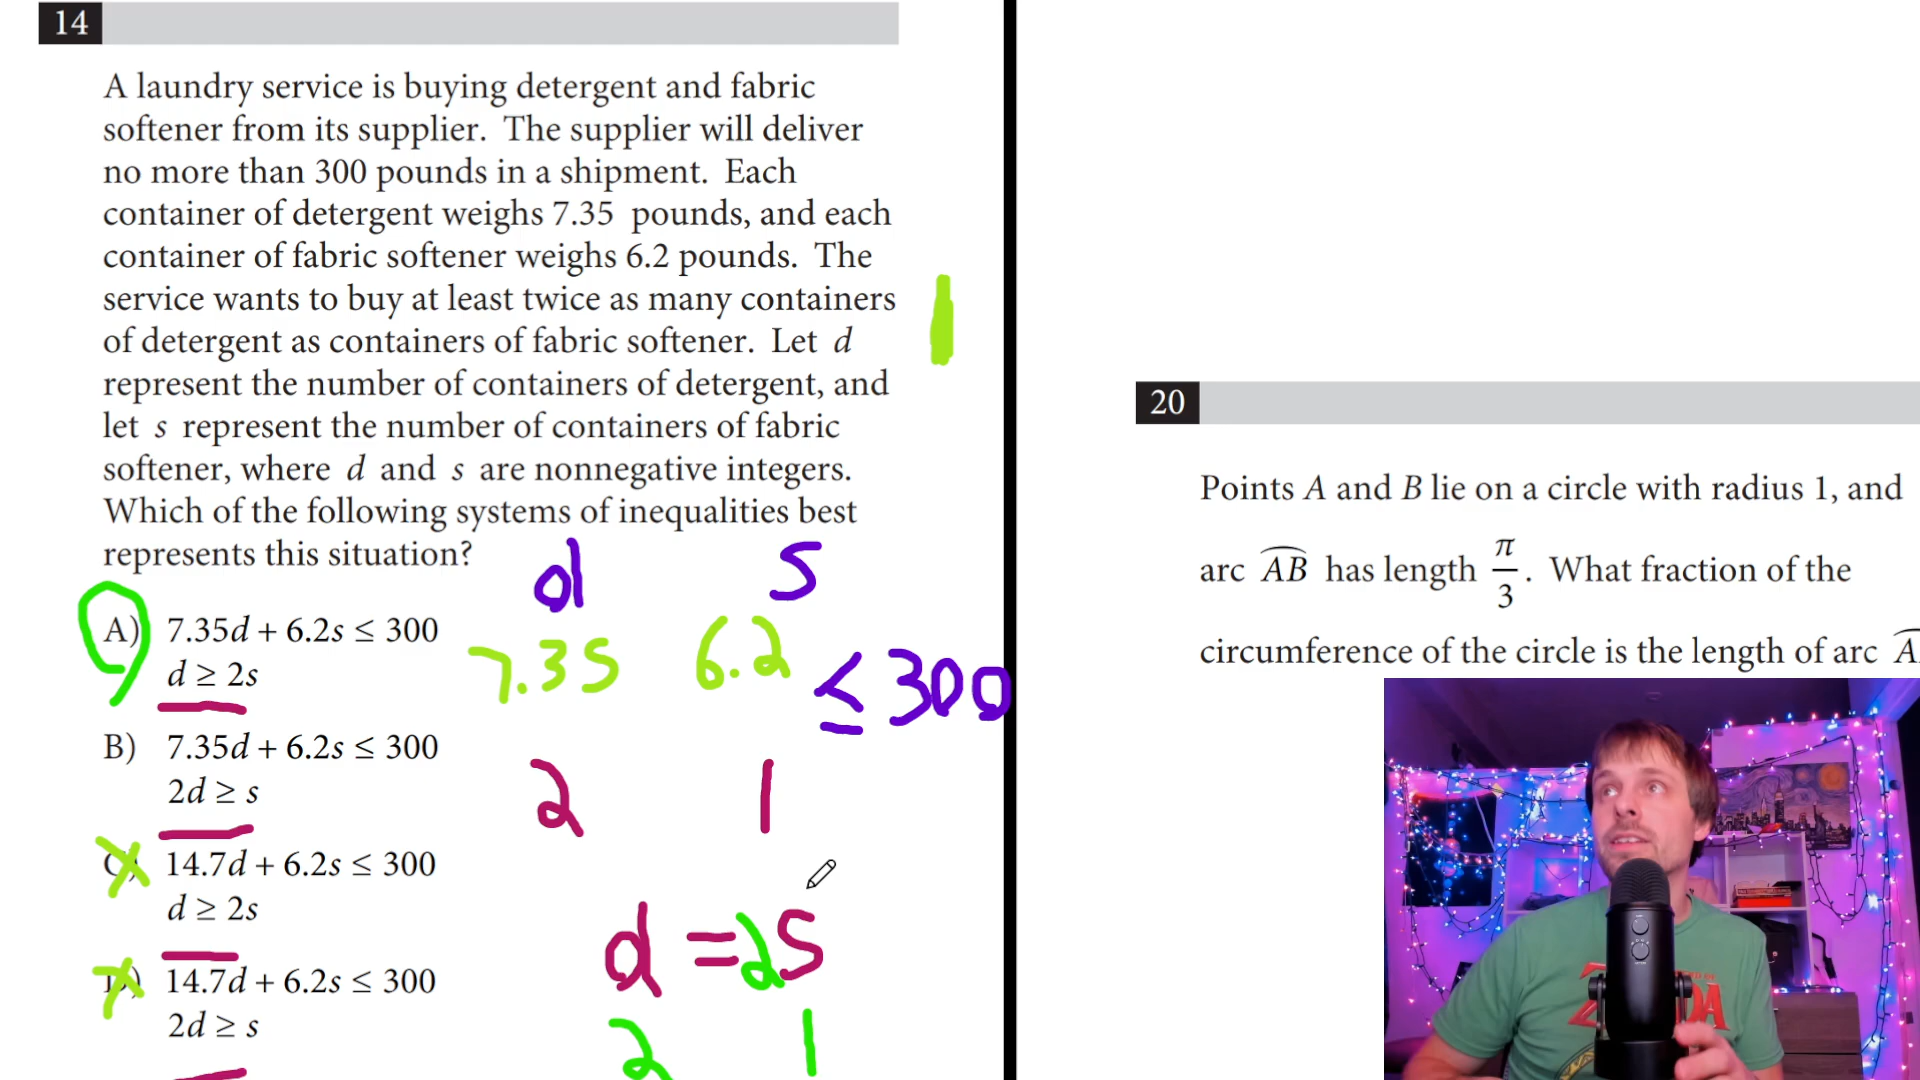 14
A laundry service is buying detergent and fabric
softener from its supplier. The supplier will deliver
no more than 300 pounds in a shipment. Each
container of detergent weighs 7.35 pounds, and each
container of fabric softener weighs 6.2 pounds. The
service wants to buy at least twice as many containers
of detergent as containers of fabric softener. Let d
represent the number of containers of detergent, and
let s represent the number of containers of fabric
softener, where d and s are nonnegative integers.
Which of the following systems of inequalities best
represents this situation?
A) 7.35d + 6.2s ≤ 300
d ≥ 2s
B) 7.35d + 6.2s ≤ 300
2d ≥ s
C) 14.7d + 6.2s ≤ 300
d ≥ 2s
D) 14.7d + 6.2s ≤ 300
2d ≥ s
d s
7.35 6.2 ≤ 300
2 1
d = 2s
2 1
20
Points A and B lie on a circle with radius 1, and
arc AB has length π/3. What fraction of the
circumference of the circle is the length of arc A